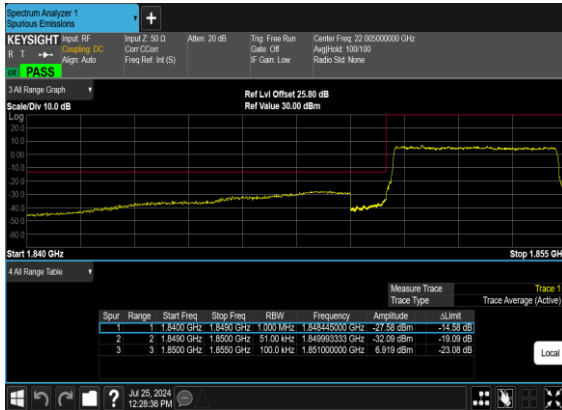 Spectrum Analyzer 1
Spurious Emissions
+
KEYSIGHT Input: RF Input Z: 50 Ω Atten: 20 dB Trig: Free Run Center Freq: 22.005000000 GHz
R T Coupling: DC Corr CCorr Gate: Off Avg|Hold: 100/100
Align: Auto Freq Ref: Int (S) IF Gain: Low Radio Std: None
PASS
3 All Range Graph
Ref Lvl Offset 25.80 dB
Scale/Div 10.0 dB Ref Value 30.00 dBm
Log
20.0
10.0
0.00
-10.0
-20.0
-30.0
-40.0
-50.0
-60.0
Start 1.840 GHz Stop 1.855 GH
4 All Range Table
Measure Trace Trace 1
Trace Type Trace Average (Active)
Spur Range Start Freq Stop Freq RBW Frequency Amplitude ΔLimit
1 1 1.8400 GHz 1.8490 GHz 1.000 MHz 1.848445000 GHz -27.58 dBm -14.58 dB
2 2 1.8490 GHz 1.8500 GHz 51.00 kHz 1.849993333 GHz -32.09 dBm -19.09 dB
3 3 1.8500 GHz 1.8550 GHz 100.0 kHz 1.851000000 GHz 6.919 dBm -23.08 dB
Local
?
Jul 25, 2024
12:28:36 PM